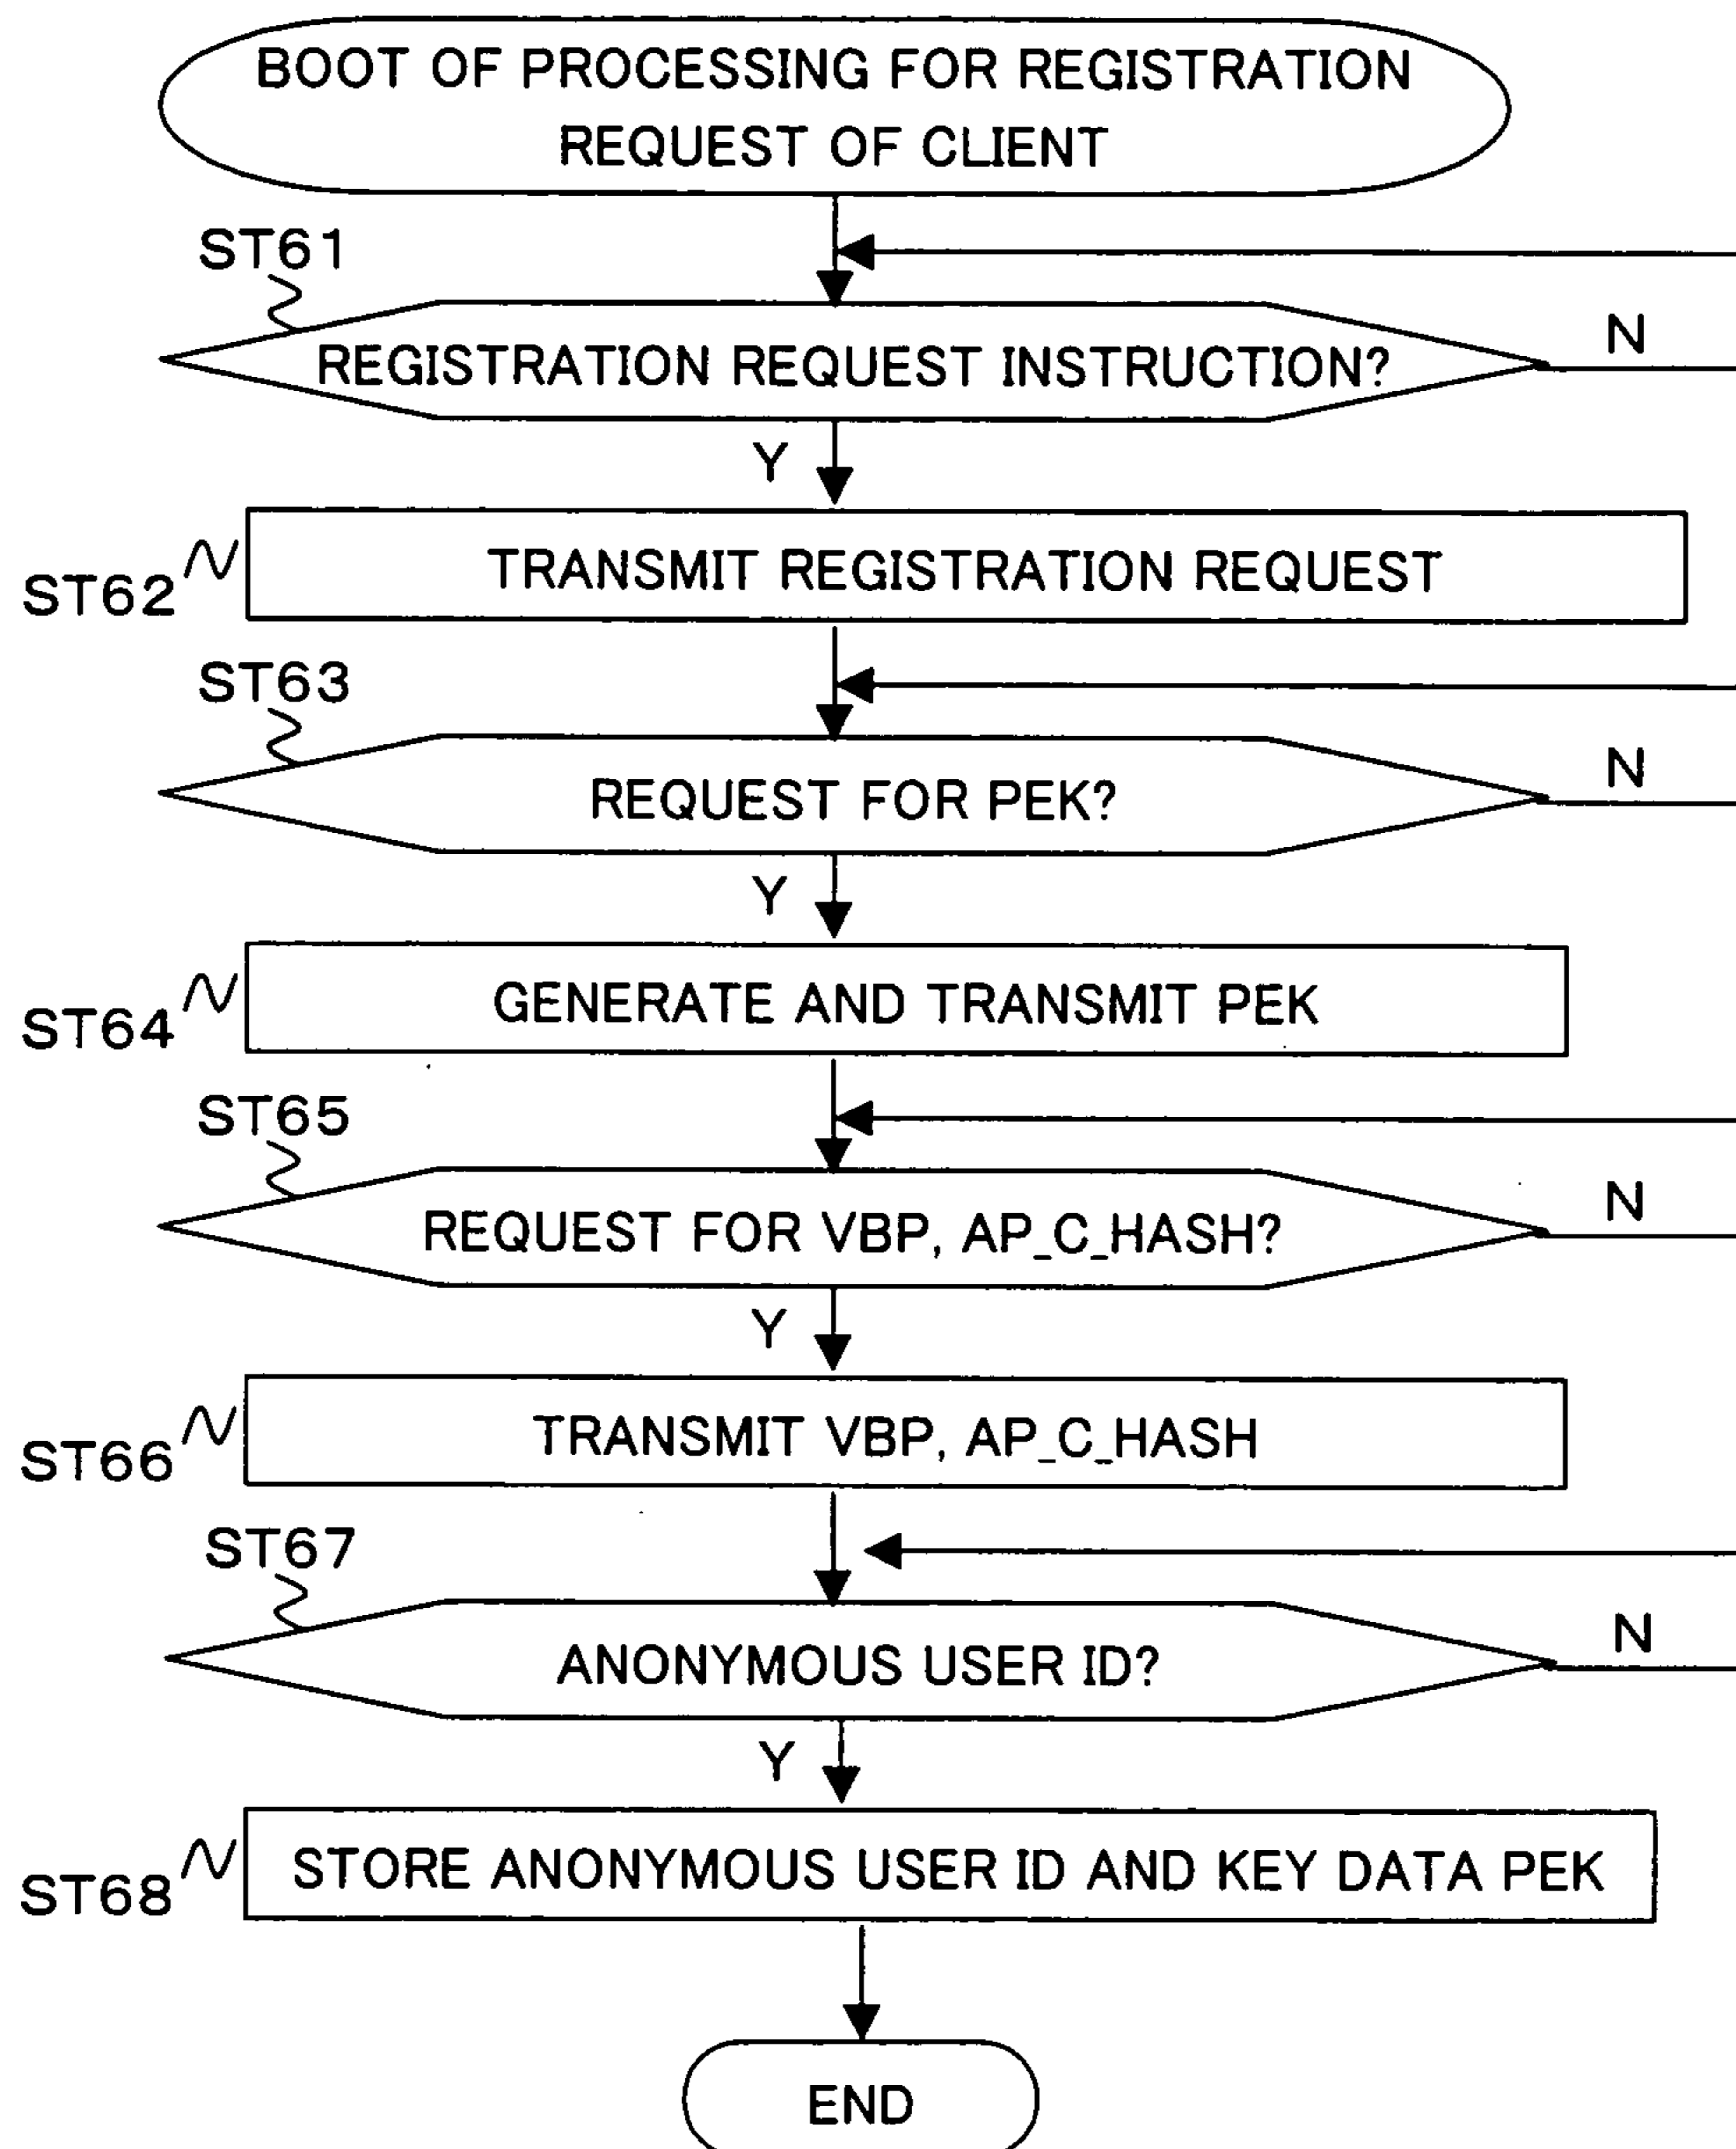 BOOT OF PROCESSING FOR REGISTRATION
REQUEST OF CLIENT
ST61
REGISTRATION REQUEST INSTRUCTION?
N
Y
ST62
TRANSMIT REGISTRATION REQUEST
ST63
REQUEST FOR PEK?
N
Y
ST64
GENERATE AND TRANSMIT PEK
ST65
REQUEST FOR VBP, AP_C_HASH?
N
Y
ST66
TRANSMIT VBP, AP_C_HASH
ST67
ANONYMOUS USER ID?
N
Y
ST68
STORE ANONYMOUS USER ID AND KEY DATA PEK
END